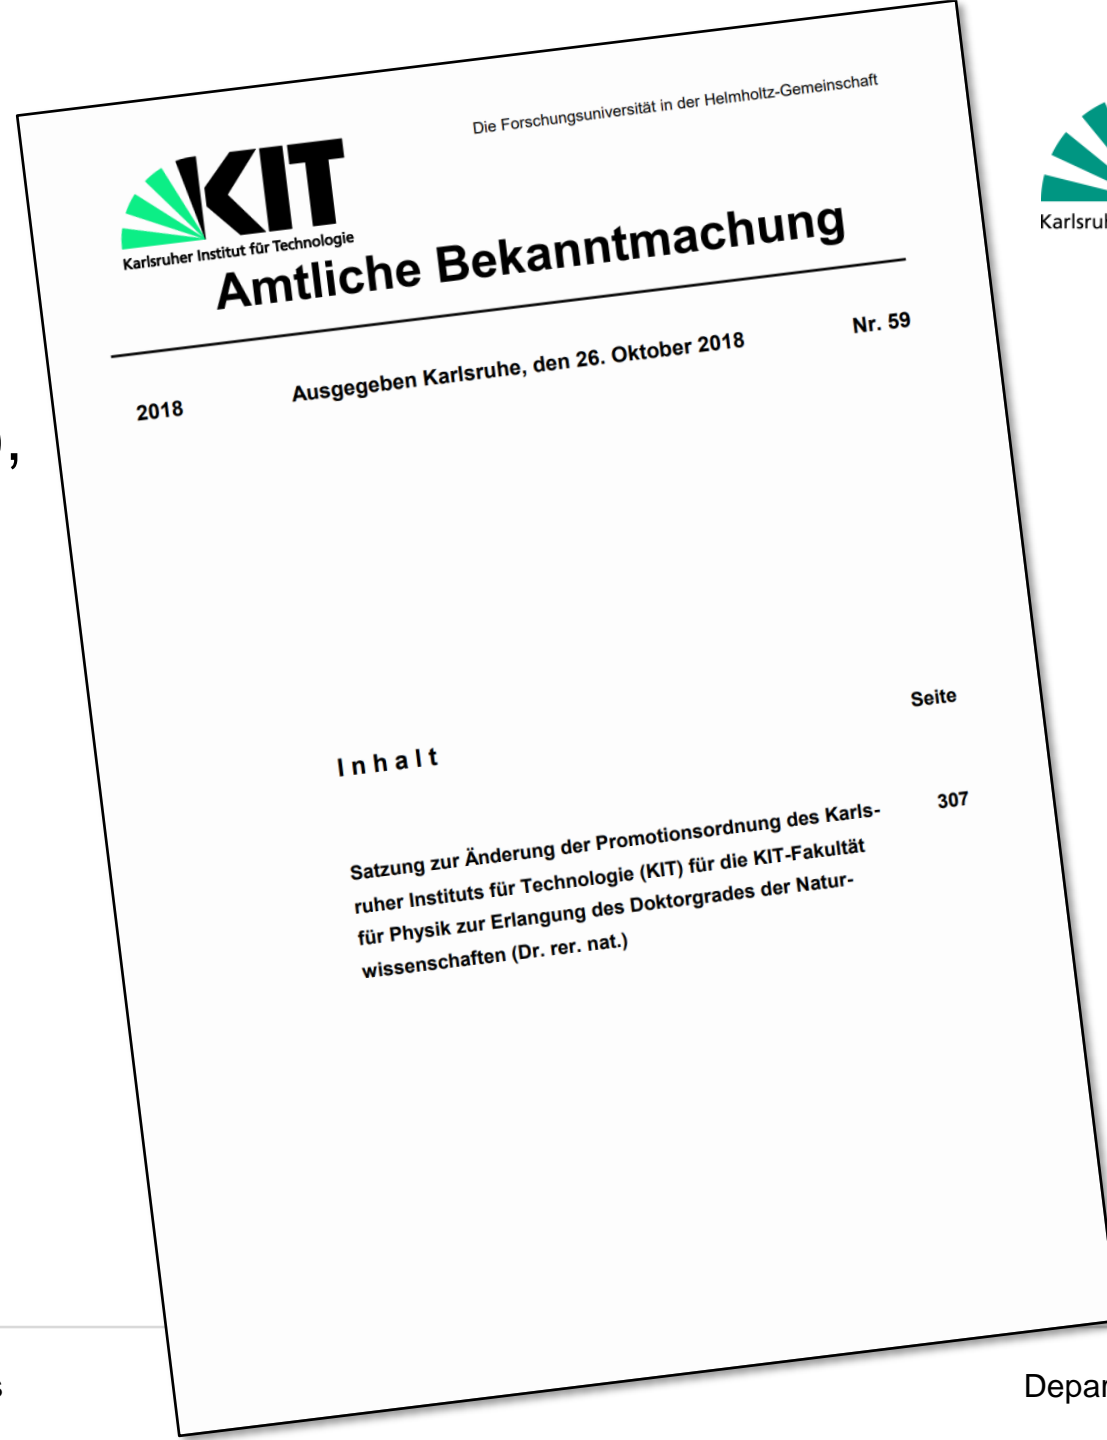 Die Forschungsuniversität in der Helmholtz-Gemeinschaft
KIT
Karlsruher Institut für Technologie
Amtliche Bekanntmachung
2018 Ausgegeben Karlsruhe, den 26. Oktober 2018 Nr. 59
Inhalt Seite
Satzung zur Änderung der Promotionsordnung des Karls- 307
ruher Instituts für Technologie (KIT) für die KIT-Fakultät
für Physik zur Erlangung des Doktorgrades der Natur-
wissenschaften (Dr. rer. nat.)